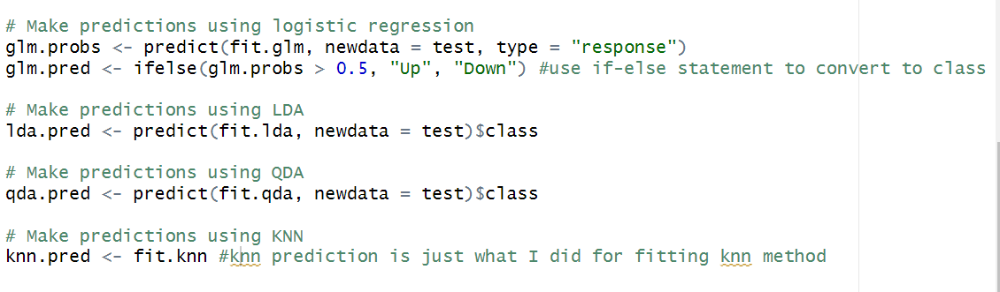 # Make predictions using logistic regression
glm.probs <- predict(fit.glm, newdata = test, type = "response")
glm.pred <- ifelse(glm.probs > 0.5, "Up", "Down") #use if-else statement to convert to class
# Make predictions using LDA
lda.pred <- predict(fit.lda, newdata = test)$class
# Make predictions using QDA
qda.pred <- predict(fit.qda, newdata = test)$class
# Make predictions using KNN
knn.pred <- fit.knn #knn prediction is just what I did for fitting knn method